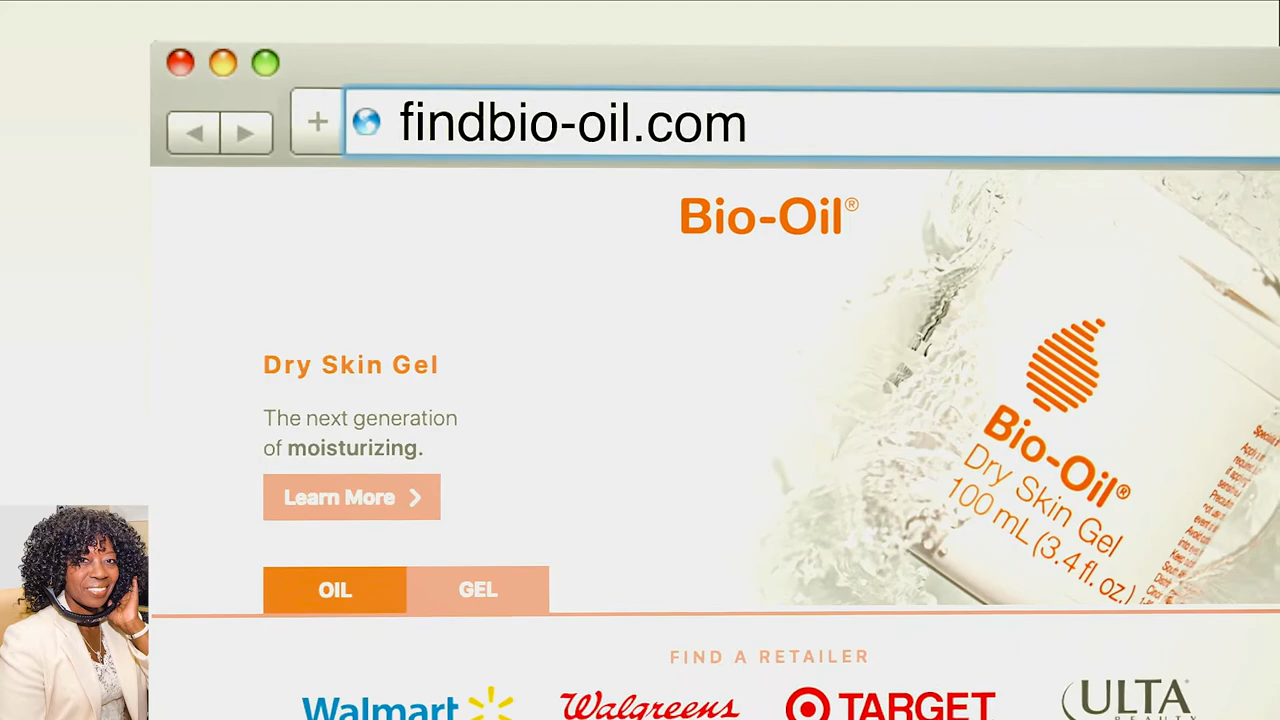 findbio-oil.com
Bio-Oil®
Dry Skin Gel
The next generation
of moisturizing.
Learn More
OIL
GEL
Bio-Oil®
Dry Skin Gel
100 mL (3.4 fl. oz.)
FIND A RETAILER
Walmart
Walgreens
TARGET
ULTA
BEAUTY